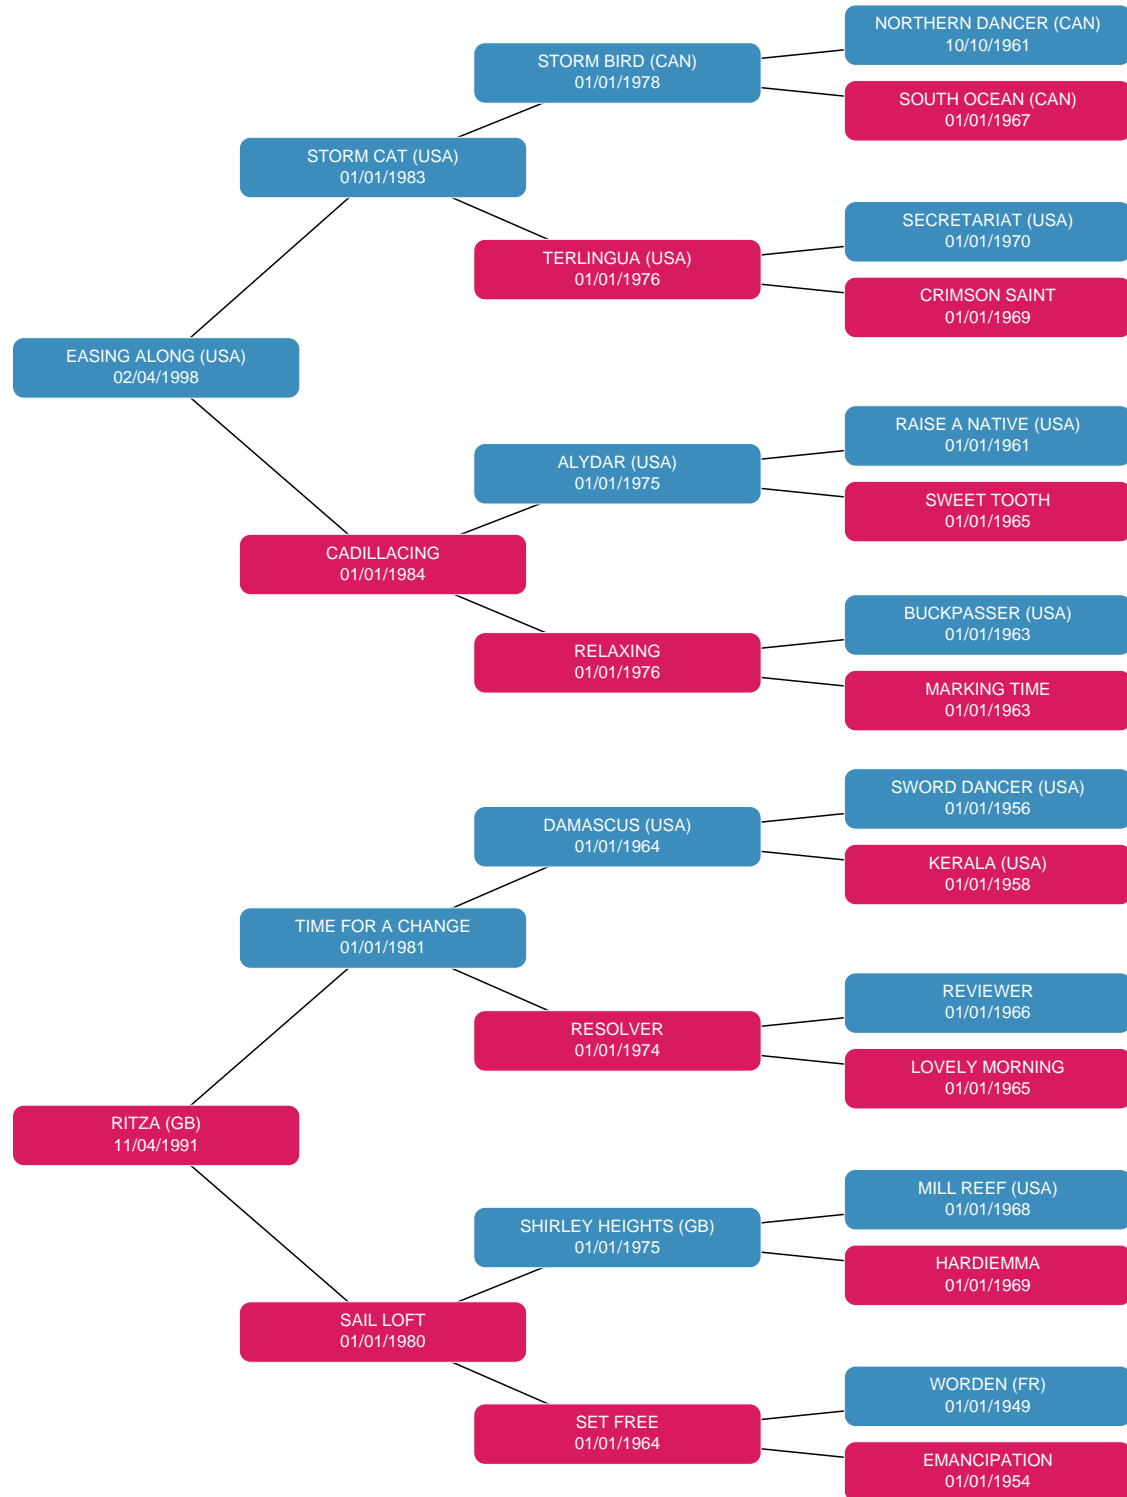 NORTHERN DANCER (CAN)
10/10/1961
STORM BIRD (CAN)
01/01/1978
SOUTH OCEAN (CAN)
01/01/1967
STORM CAT (USA)
01/01/1983
SECRETARIAT (USA)
01/01/1970
TERLINGUA (USA)
01/01/1976
CRIMSON SAINT
01/01/1969
EASING ALONG (USA)
02/04/1998
RAISE A NATIVE (USA)
01/01/1961
ALYDAR (USA)
01/01/1975
SWEET TOOTH
01/01/1965
CADILLACING
01/01/1984
BUCKPASSER (USA)
01/01/1963
RELAXING
01/01/1976
MARKING TIME
01/01/1963
SWORD DANCER (USA)
01/01/1956
DAMASCUS (USA)
01/01/1964
KERALA (USA)
01/01/1958
TIME FOR A CHANGE
01/01/1981
REVIEWER
01/01/1966
RESOLVER
01/01/1974
LOVELY MORNING
01/01/1965
RITZA (GB)
11/04/1991
MILL REEF (USA)
01/01/1968
SHIRLEY HEIGHTS (GB)
01/01/1975
HARDIEMMA
01/01/1969
SAIL LOFT
01/01/1980
WORDEN (FR)
01/01/1949
SET FREE
01/01/1964
EMANCIPATION
01/01/1954